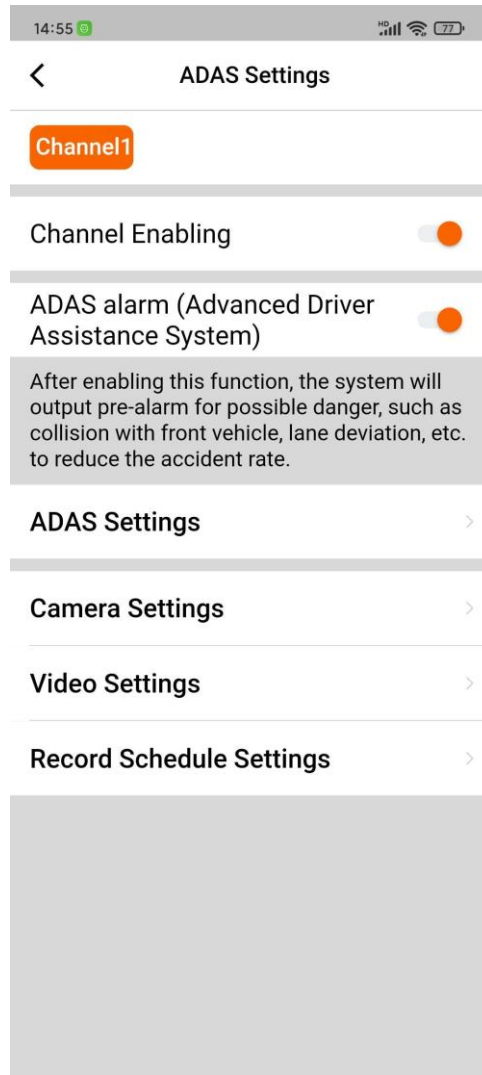 14:55 HD 77
ADAS Settings
Channel1
Channel Enabling
ADAS alarm (Advanced Driver
Assistance System)
After enabling this function, the system will
output pre-alarm for possible danger, such as
collision with front vehicle, lane deviation, etc.
to reduce the accident rate.
ADAS Settings
Camera Settings
Video Settings
Record Schedule Settings